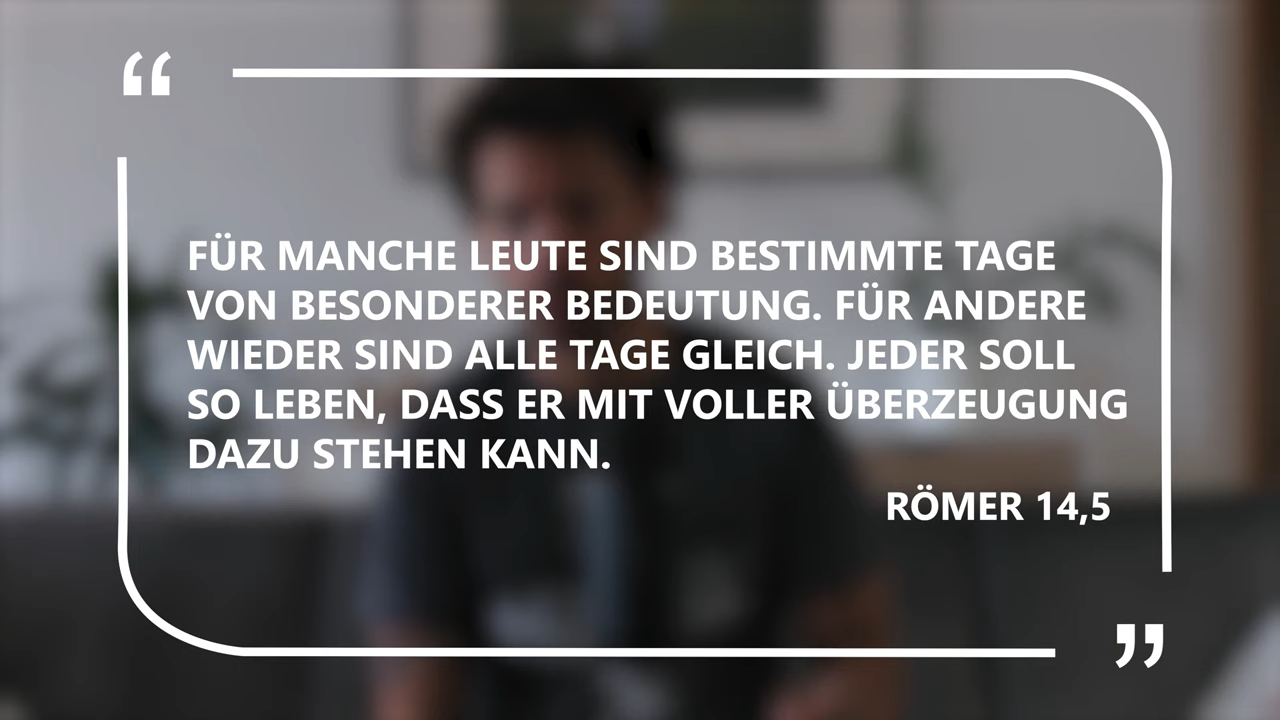 “
FÜR MANCHE LEUTE SIND BESTIMMTE TAGE
VON BESONDERER BEDEUTUNG. FÜR ANDERE
WIEDER SIND ALLE TAGE GLEICH. JEDER SOLL
SO LEBEN, DASS ER MIT VOLLER ÜBERZEUGUNG
DAZU STEHEN KANN.
RÖMER 14,5
”